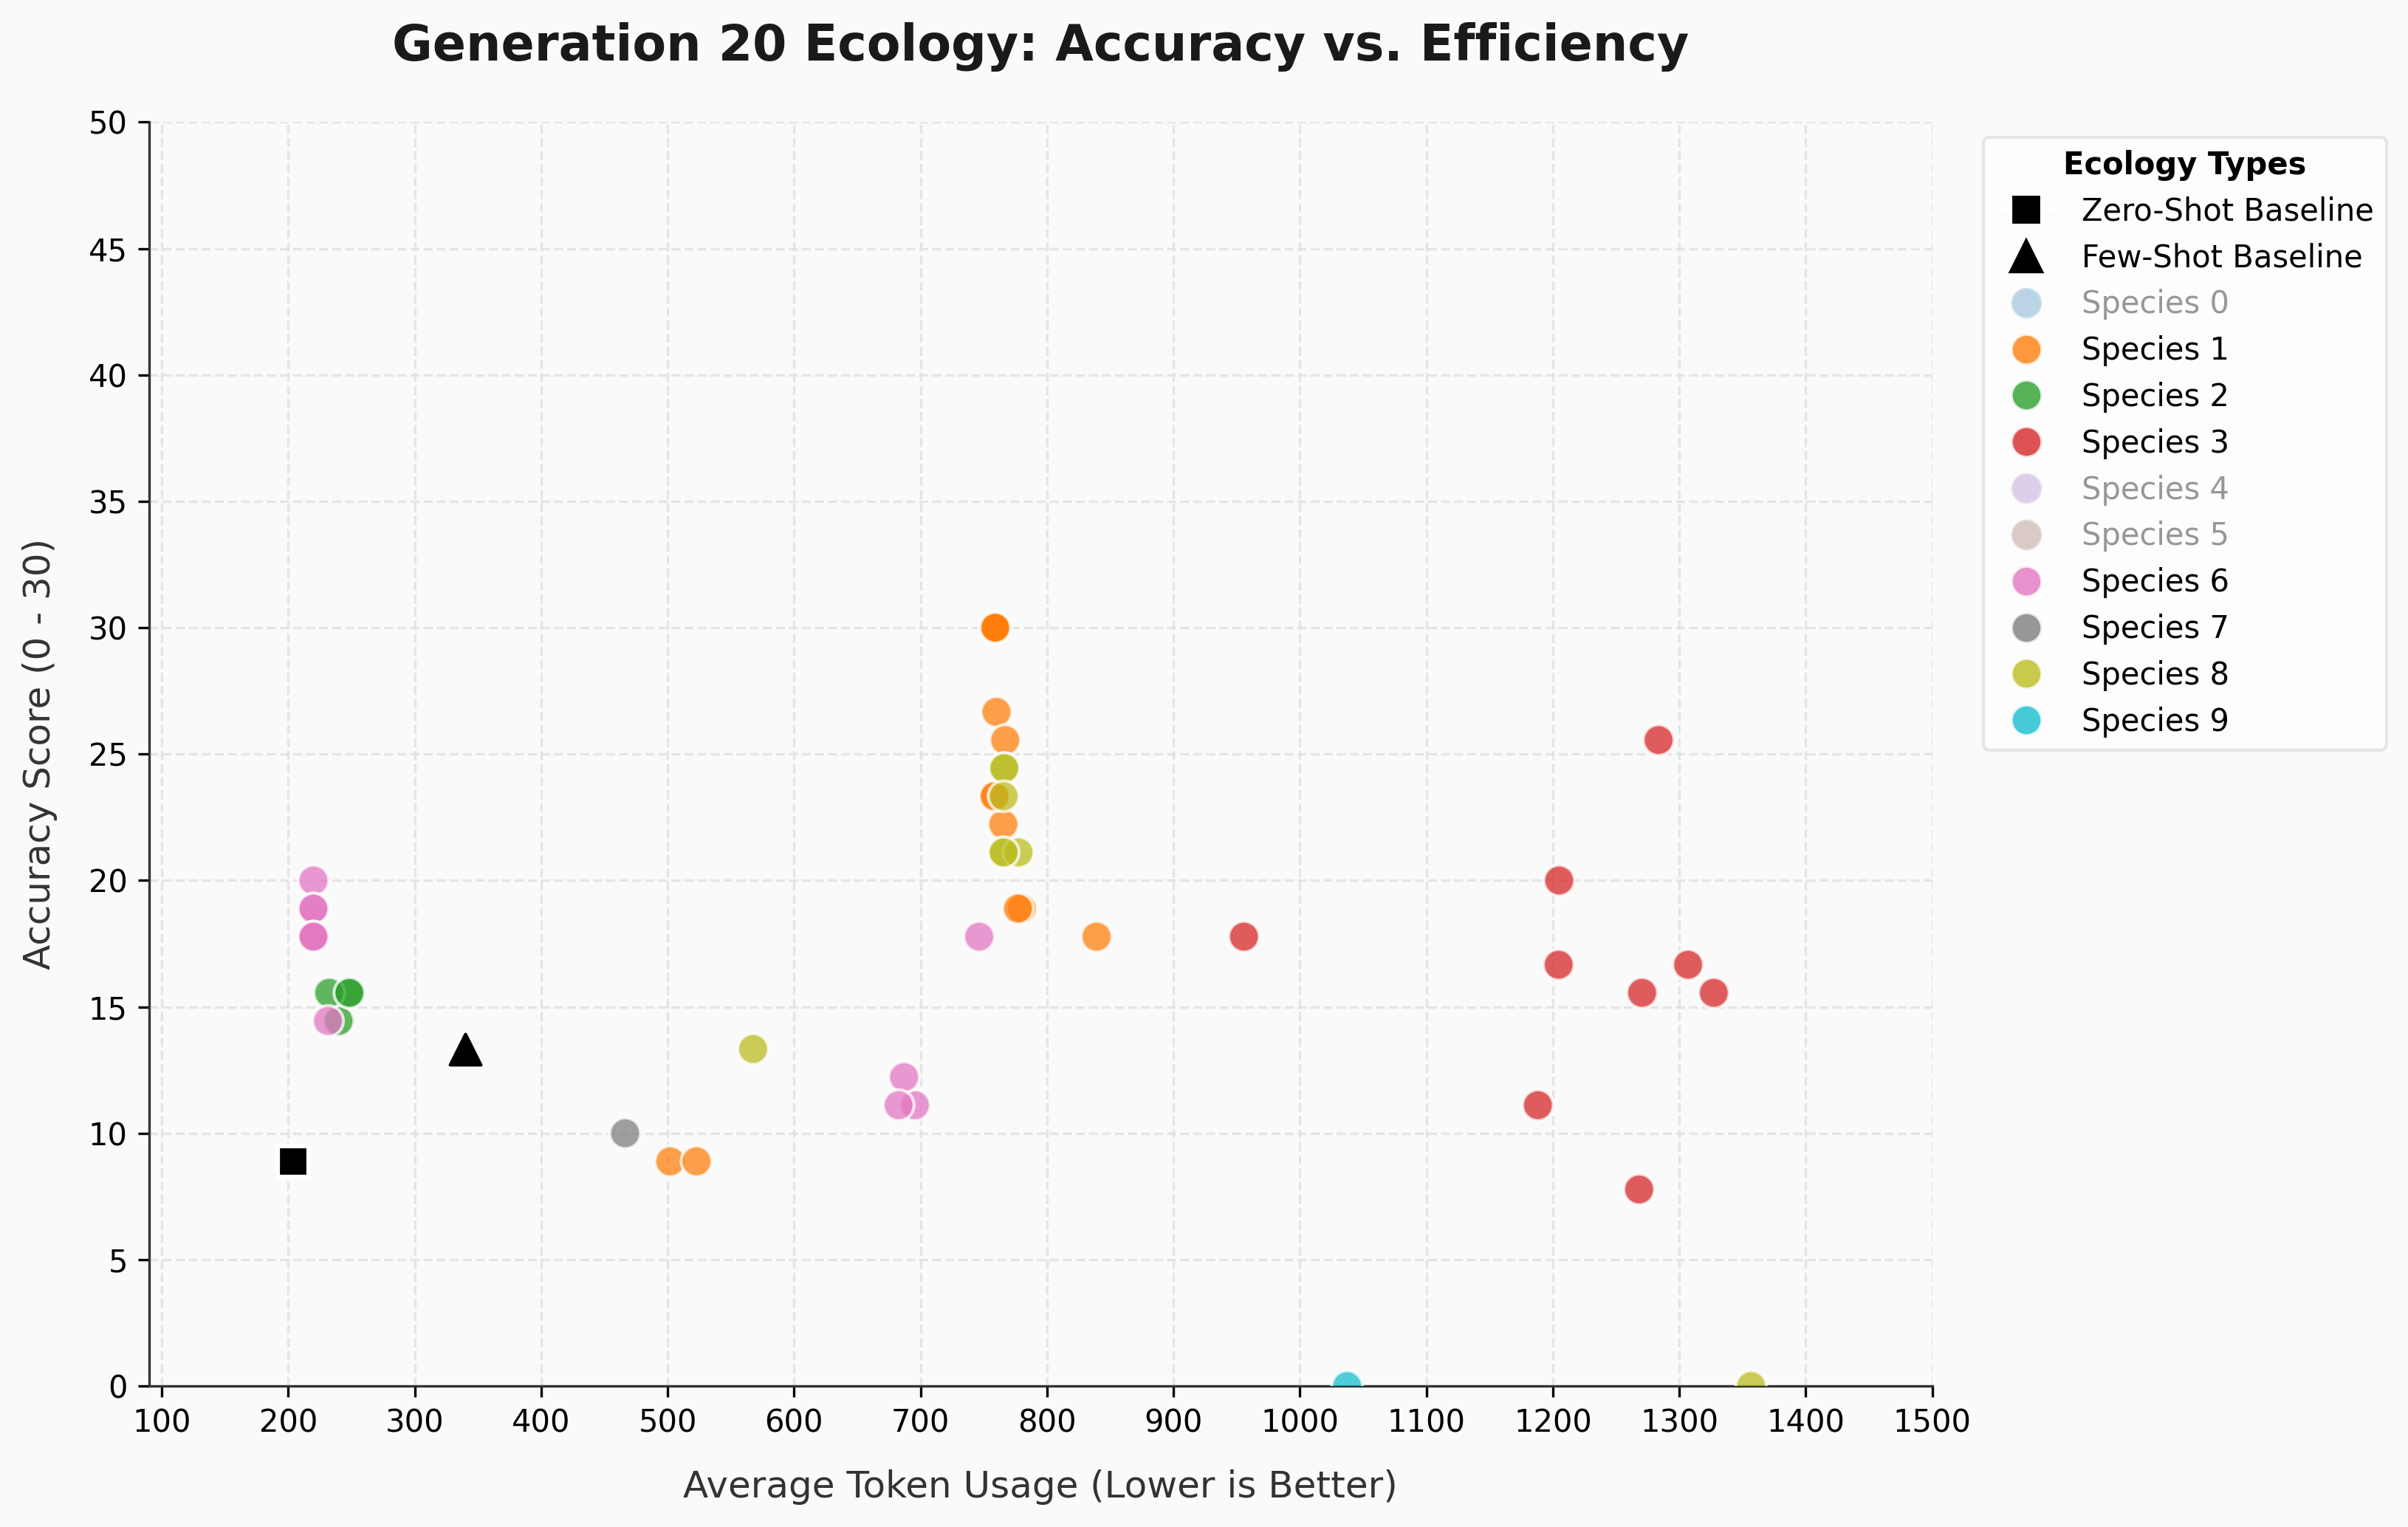 Generation 20 Ecology: Accuracy vs. Efficiency
50
45
40
35
30
25
20
15
10
5
0
Accuracy Score (0 - 30)
100 200 300 400 500 600 700 800 900 1000 1100 1200 1300 1400 1500
Average Token Usage (Lower is Better)
Ecology Types
Zero-Shot Baseline
Few-Shot Baseline
Species 0
Species 1
Species 2
Species 3
Species 4
Species 5
Species 6
Species 7
Species 8
Species 9